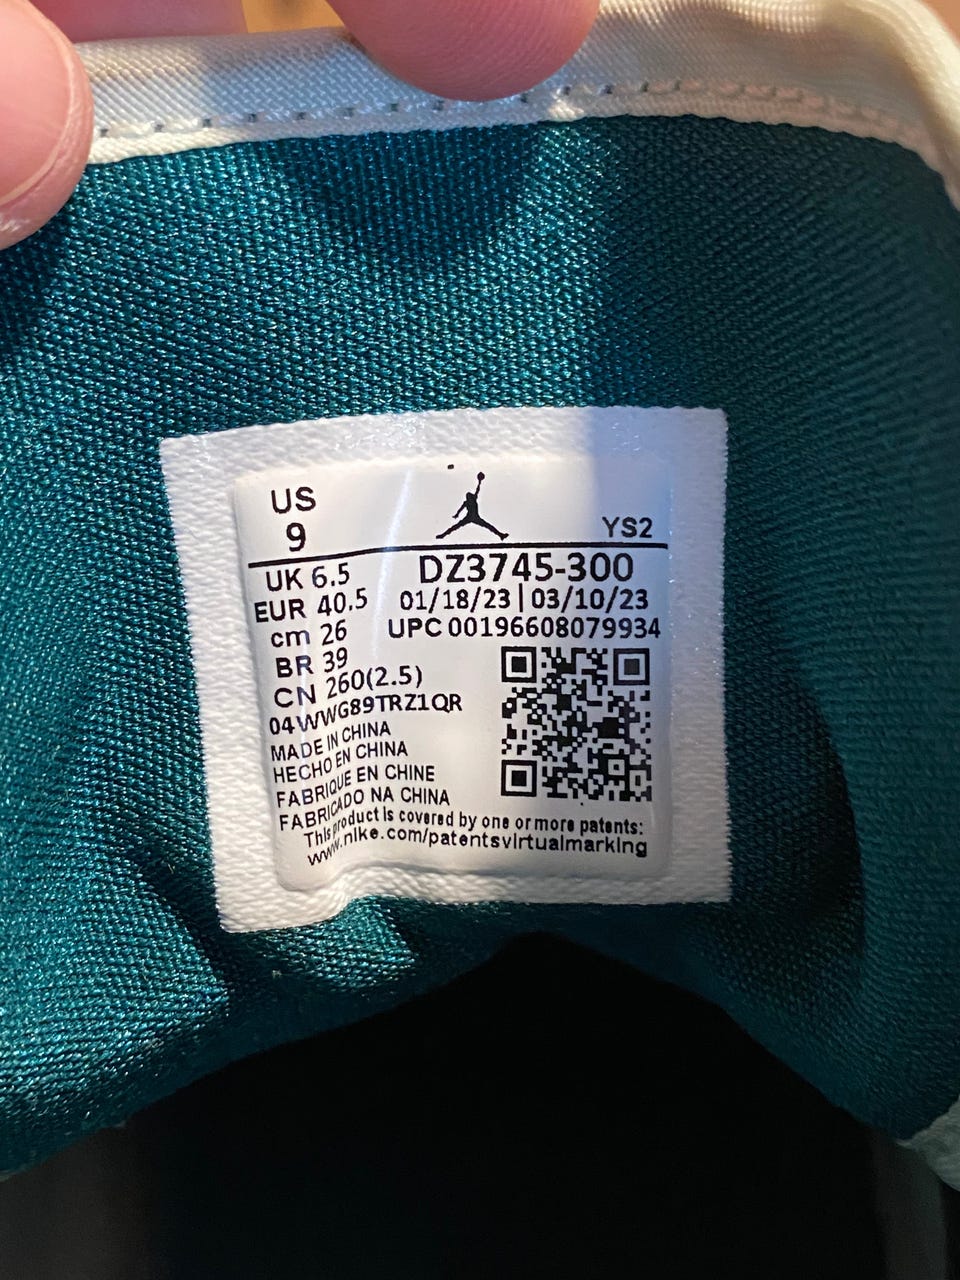 US
9
YS2
UK 6.5
DZ3745-300
EUR 40.5
01/18/23 | 03/10/23
cm 26
UPC 00196608079934
BR 39
CN 260(2.5)
04WWG89TRZ1QR
MADE IN CHINA
HECHO EN CHINA
FABRIQUE EN CHINE
FABRICADO NA CHINA
This product is covered by one or more patents:
www.nike.com/patentsvirtualmarking